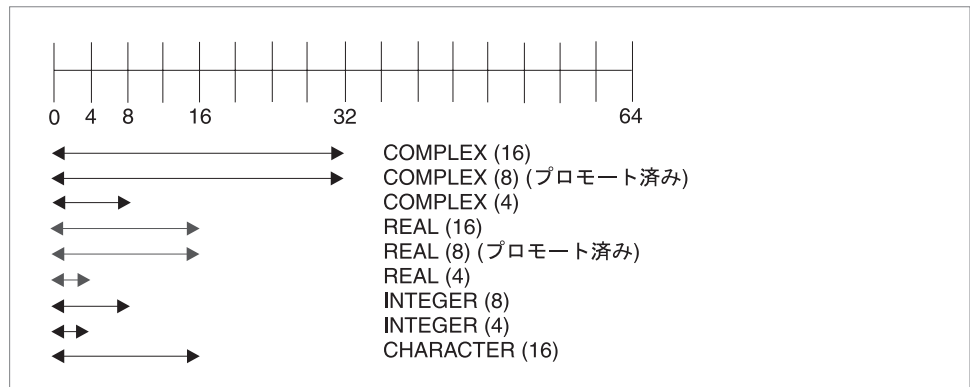 0 4 8 16 32 64
COMPLEX (16)
COMPLEX (8) (プロモート済み)
COMPLEX (4)
REAL (16)
REAL (8) (プロモート済み)
REAL (4)
INTEGER (8)
INTEGER (4)
CHARACTER (16)